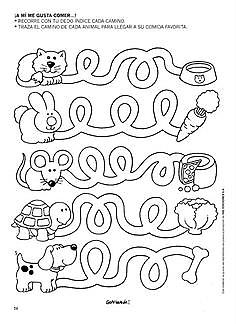 ¡A MÍ ME GUSTA COMER...!
• RECORRE CON TU DEDO ÍNDICE CADA CAMINO.
• TRAZA EL CAMINO DE CADA ANIMAL PARA LLEGAR A SU COMIDA FAVORITA.